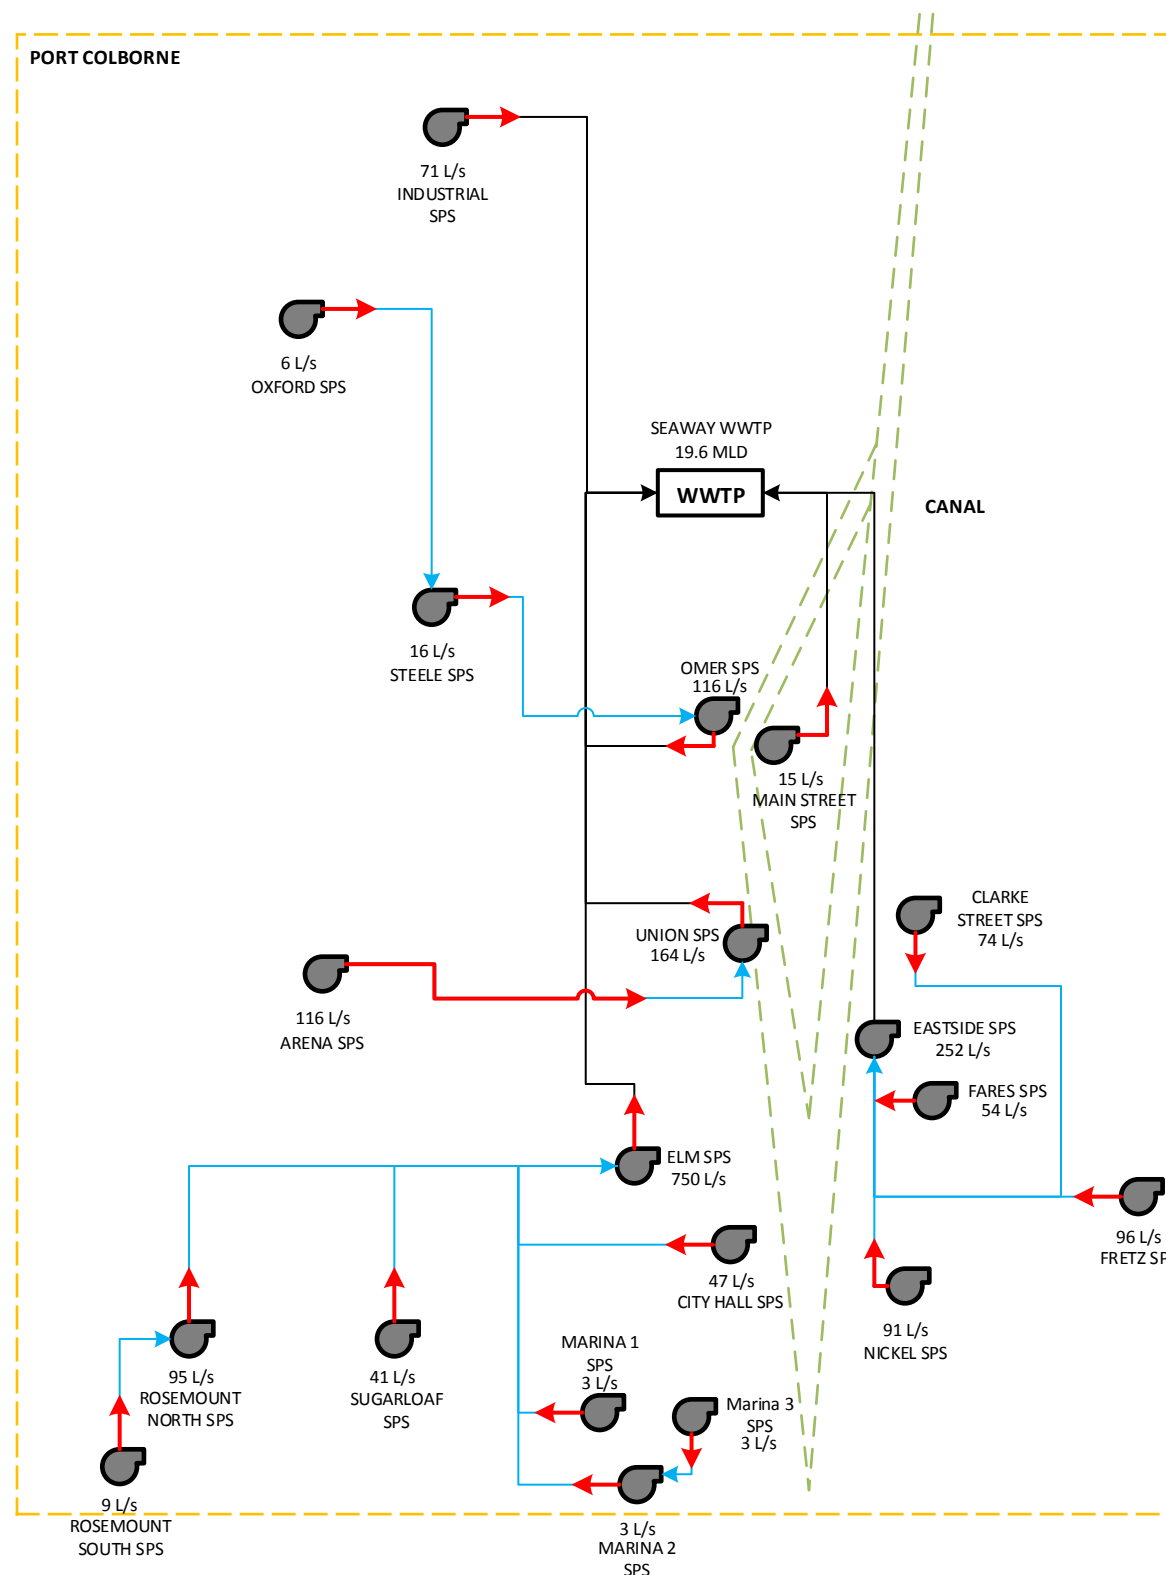 PORT COLBORNE
71 L/s
INDUSTRIAL
SPS
6 L/s
OXFORD SPS
SEAWAY WWTP
19.6 MLD
WWTP
CANAL
16 L/s
STEELE SPS
OMER SPS
116 L/s
15 L/s
MAIN STREET
SPS
CLARKE
STREET SPS
74 L/s
UNION SPS
164 L/s
116 L/s
ARENA SPS
EASTSIDE SPS
252 L/s
FARES SPS
54 L/s
ELM SPS
750 L/s
96 L/s
FRETZ SP
47 L/s
CITY HALL SPS
91 L/s
NICKEL SPS
95 L/s
ROSEMOUNT
NORTH SPS
41 L/s
SUGARLOAF
SPS
MARINA 1
SPS
3 L/s
Marina 3
SPS
3 L/s
9 L/s
ROSEMOUNT
SOUTH SPS
3 L/s
MARINA 2
SPS